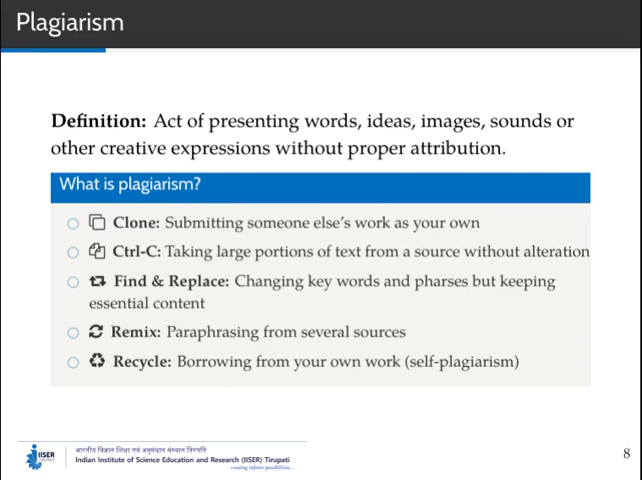 Plagiarism
Definition: Act of presenting words, ideas, images, sounds or
other creative expressions without proper attribution.
What is plagiarism?
Clone: Submitting someone else's work as your own
Ctrl-C: Taking large portions of text from a source without alteration
Find & Replace: Changing key words and pharses but keeping
essential content
Remix: Paraphrasing from several sources
Recycle: Borrowing from your own work (self-plagiarism)
IISER
भारतीय विज्ञान शिक्षा एवं अनुसंधान संस्थान तिरुपति
Indian Institute of Science Education and Research (IISER) Tirupati
creating infinite possibilities...
8